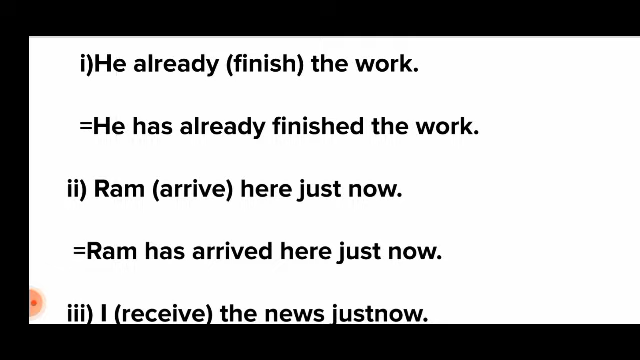 i)He already (finish) the work.
=He has already finished the work.
ii) Ram (arrive) here just now.
=Ram has arrived here just now.
iii) I (receive) the news justnow.